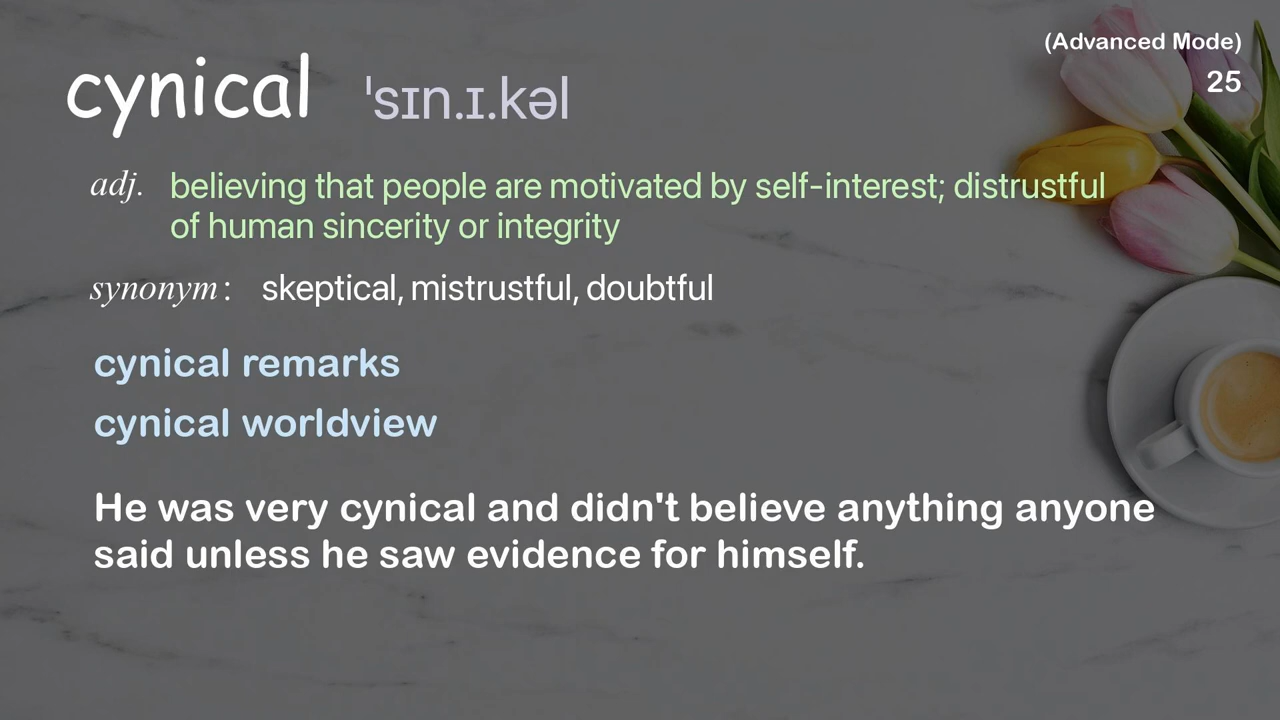 (Advanced Mode)
25
cynical ˈsɪn.ɪ.kəl
adj. believing that people are motivated by self-interest; distrustful
of human sincerity or integrity
synonym: skeptical, mistrustful, doubtful
cynical remarks
cynical worldview
He was very cynical and didn't believe anything anyone
said unless he saw evidence for himself.